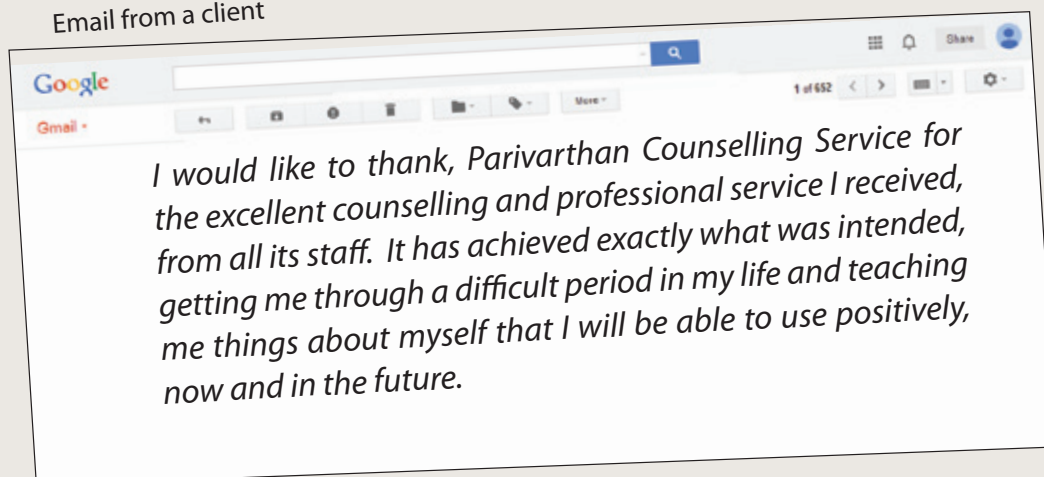 Email from a client
Google
Share
Gmail
More
1 of 652
I would like to thank, Parivarthan Counselling Service for
the excellent counselling and professional service I received,
from all its staff. It has achieved exactly what was intended,
getting me through a difficult period in my life and teaching
me things about myself that I will be able to use positively,
now and in the future.